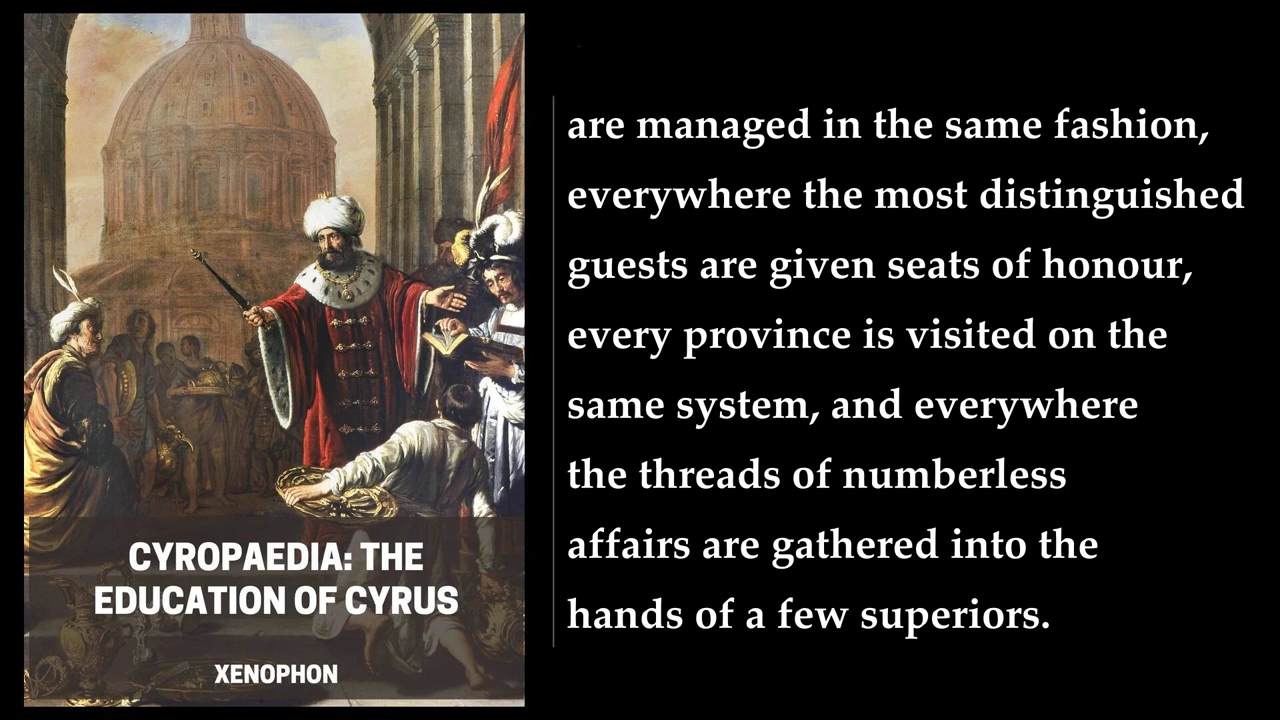 CYROPAEDIA: THE
EDUCATION OF CYRUS
XENOPHON
are managed in the same fashion,
everywhere the most distinguished
guests are given seats of honour,
every province is visited on the
same system, and everywhere
the threads of numberless
affairs are gathered into the
hands of a few superiors.